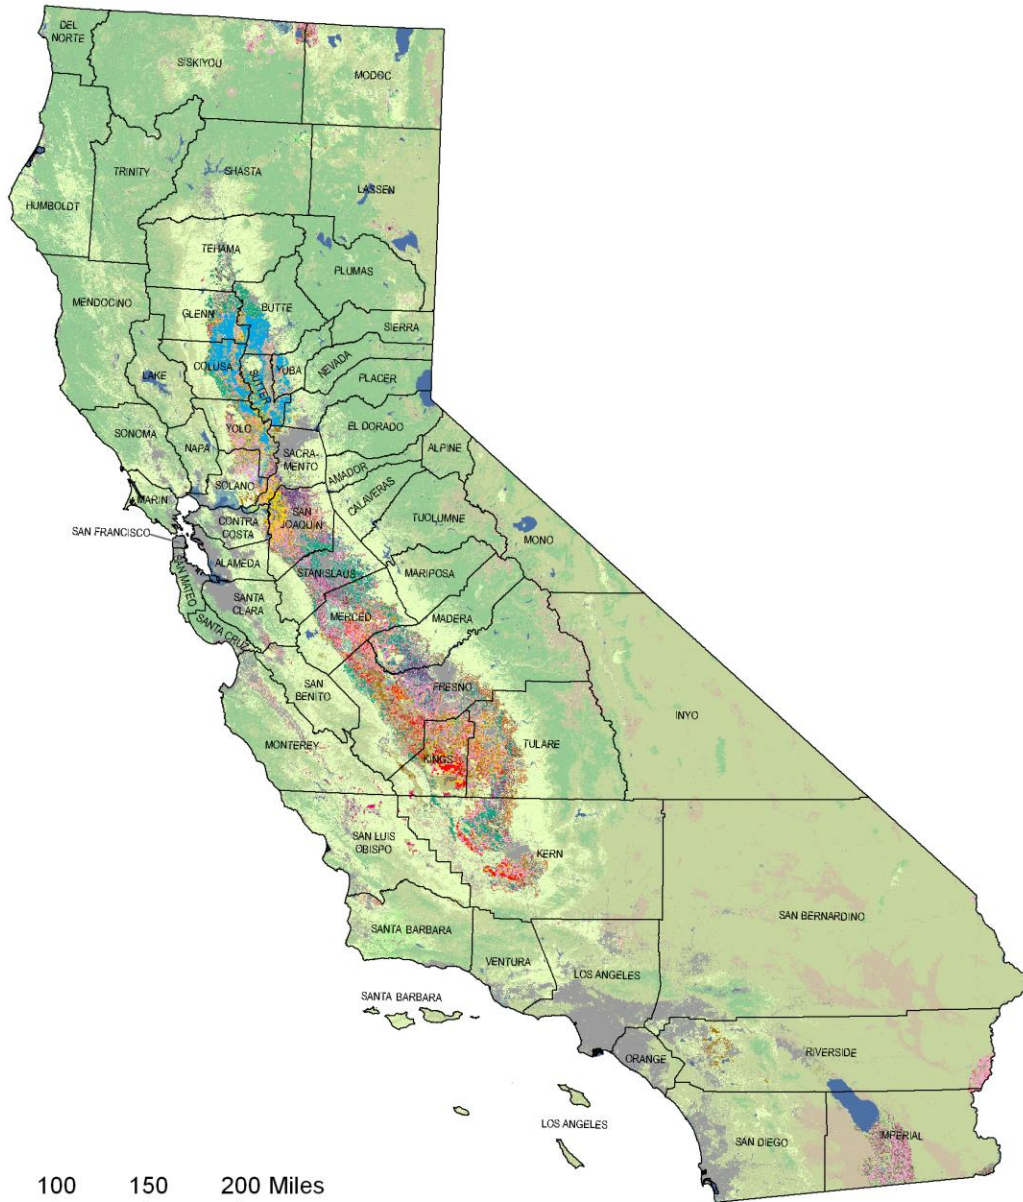 DEL
NORTE
SISKIYOU
MODOC
TRINITY
SHASTA
LASSEN
HUMBOLDT
TEHAMA
PLUMAS
MENDOCINO
GLENN
BUTTE
SIERRA
COLUSA
SUTTER
YUBA
NEVADA
LAKE
PLACER
SONOMA
NAPA
YOLO
EL DORADO
SACRA-
MENTO
ALPINE
AMADOR
SOLANO
MARIN
CALAVERAS
SAN
JOAQUIN
TUOLUMNE
CONTRA
COSTA
SAN FRANCISCO
MONO
ALAMEDA
STANISLAUS
MARIPOSA
SAN MATEO
SANTA
CLARA
MERCED
MADERA
SANTA CRUZ
SAN
BENITO
FRESNO
INYO
MONTEREY
TULARE
KINGS
SAN LUIS
OBISPO
KERN
SAN BERNARDINO
SANTA BARBARA
VENTURA
LOS ANGELES
SANTA BARBARA
ORANGE
RIVERSIDE
LOS ANGELES
SAN DIEGO
IMPERIAL
100 150 200 Miles